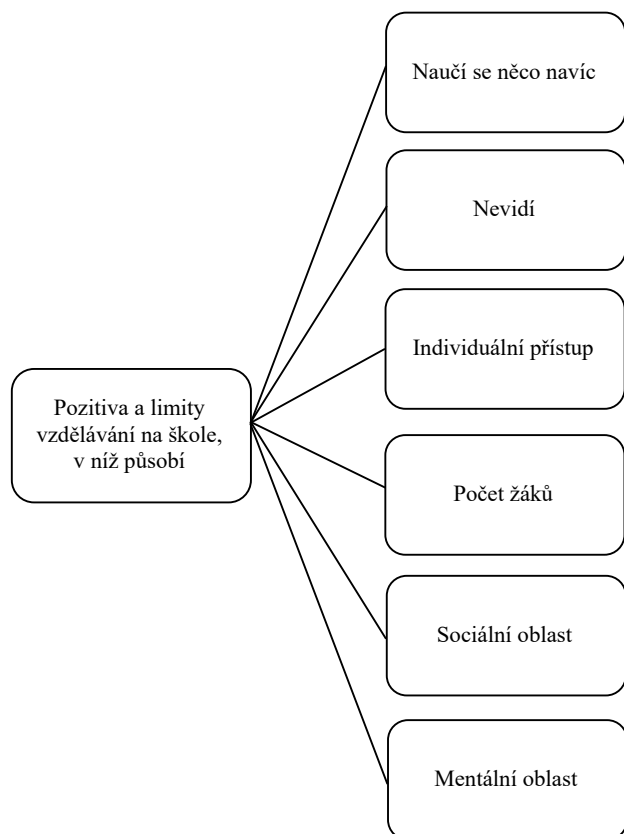 Naučí se něco navíc
Nevidí
Individuální přístup
Pozitiva a limity
vzdělávání na škole,
v níž působí
Počet žáků
Sociální oblast
Mentální oblast